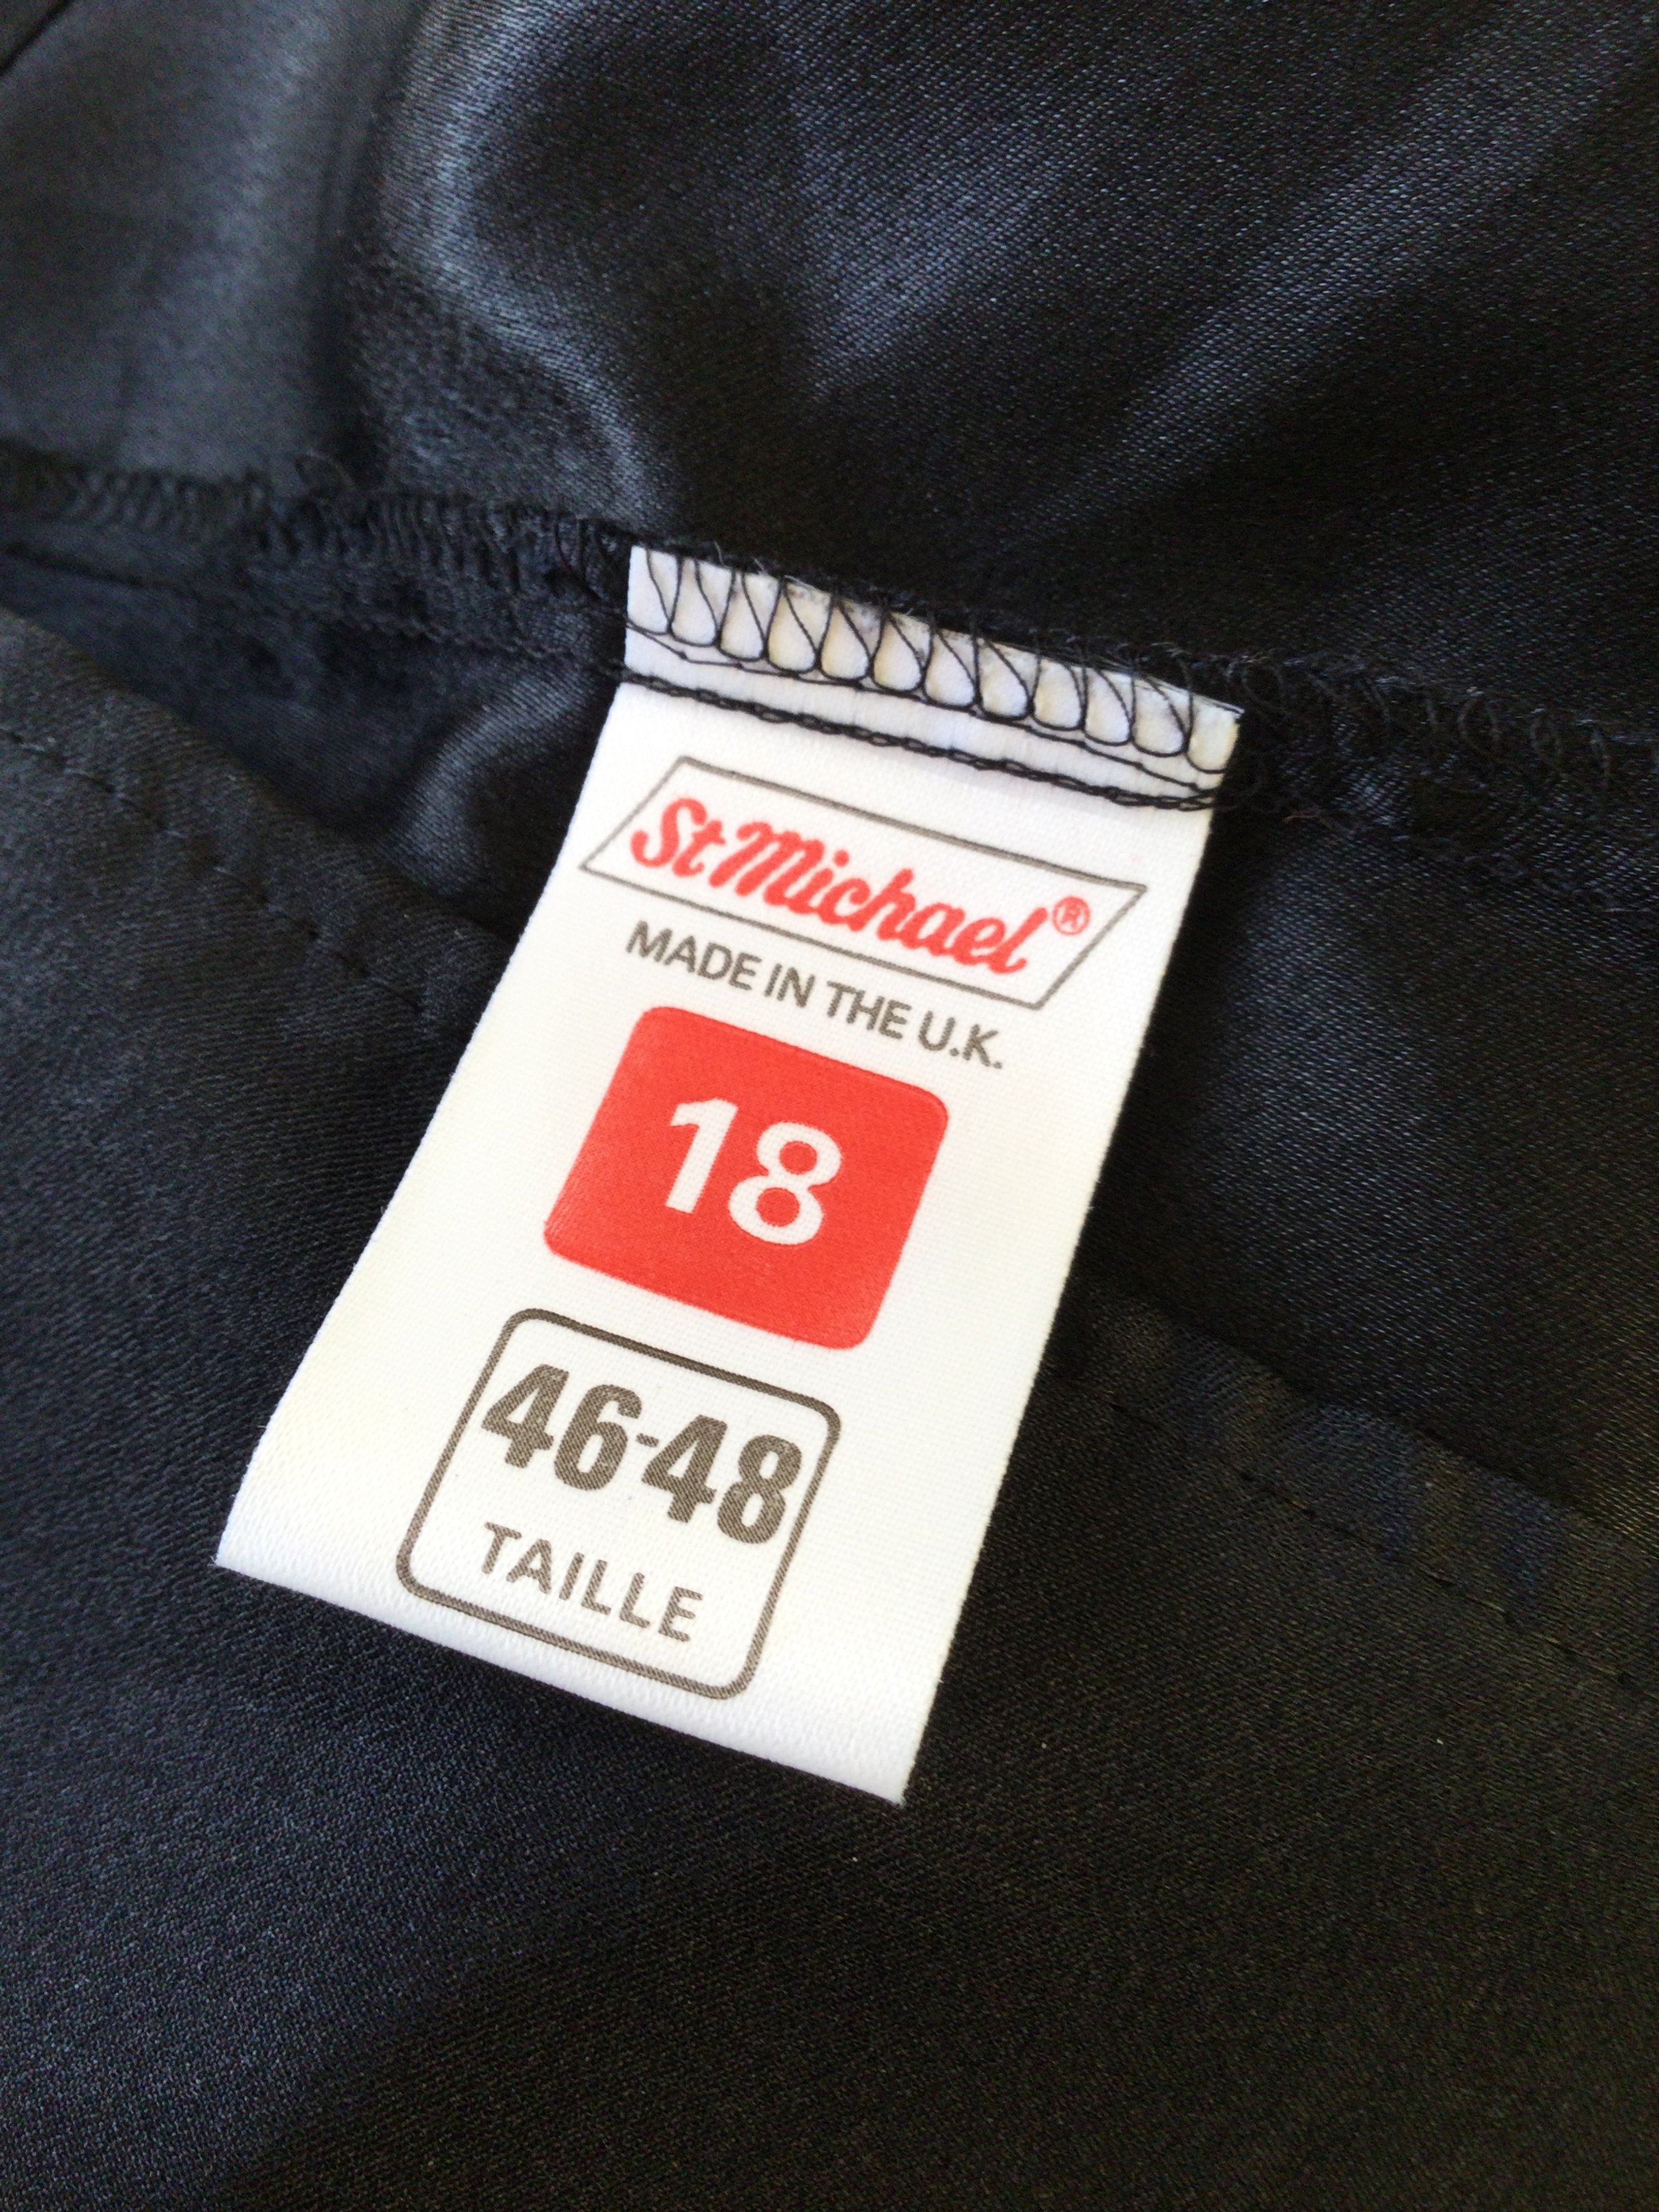 St Michael®
MADE IN THE U.K.
18
46-48
TAILLE